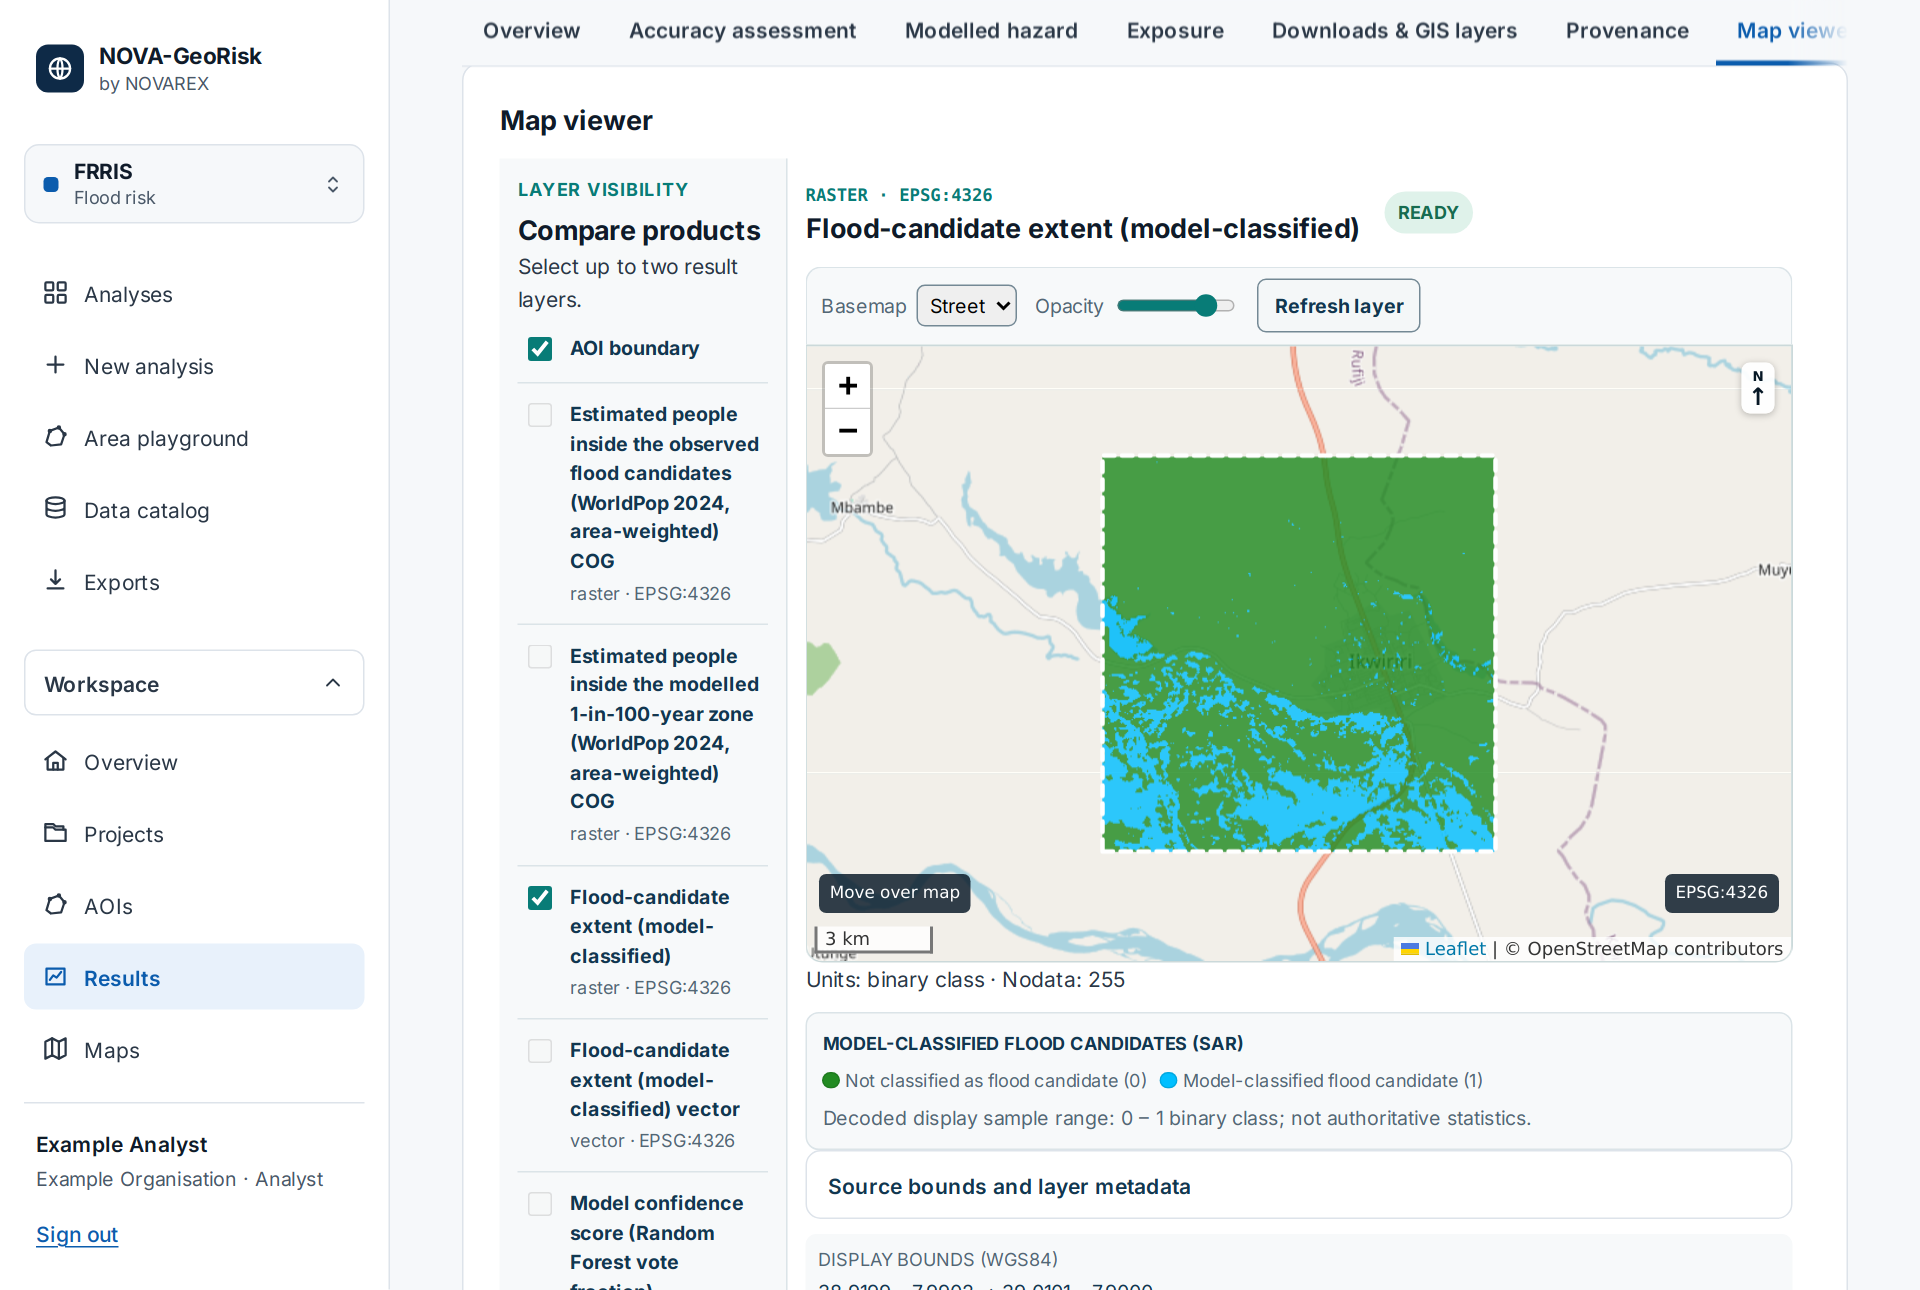 NOVA-GeoRisk
by NOVAREX
FRRIS
Flood risk
Analyses
New analysis
Area playground
Data catalog
Exports
Workspace
Overview
Projects
AOIs
Results
Maps
Example Analyst
Example Organisation · Analyst
Sign out
Overview
Accuracy assessment
Modelled hazard
Exposure
Downloads & GIS layers
Provenance
Map viewe
Map viewer
LAYER VISIBILITY
Compare products
Select up to two result
layers.
AOI boundary
Estimated people
inside the observed
flood candidates
(WorldPop 2024,
area-weighted)
COG
raster · EPSG:4326
Estimated people
inside the modelled
1-in-100-year zone
(WorldPop 2024,
area-weighted)
COG
raster · EPSG:4326
Flood-candidate
extent (model-
classified)
raster · EPSG:4326
Flood-candidate
extent (model-
classified) vector
vector · EPSG:4326
Model confidence
score (Random
Forest vote
RASTER · EPSG:4326
Flood-candidate extent (model-classified)
READY
Basemap
Street
Opacity
Refresh layer
+
−
Rufiji
N
↑
Mbambe
Muyu
Ikwiriri
Move over map
EPSG:4326
3 km
Leaflet | © OpenStreetMap contributors
Units: binary class · Nodata: 255
MODEL-CLASSIFIED FLOOD CANDIDATES (SAR)
Not classified as flood candidate (0)
Model-classified flood candidate (1)
Decoded display sample range: 0 – 1 binary class; not authoritative statistics.
Source bounds and layer metadata
DISPLAY BOUNDS (WGS84)